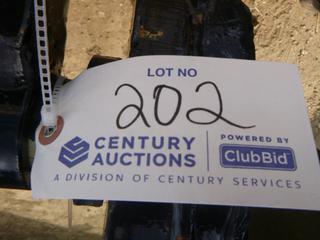 LOT NO
202
CENTURY AUCTIONS
POWERED BY
ClubBid
A DIVISION OF CENTURY SERVICES